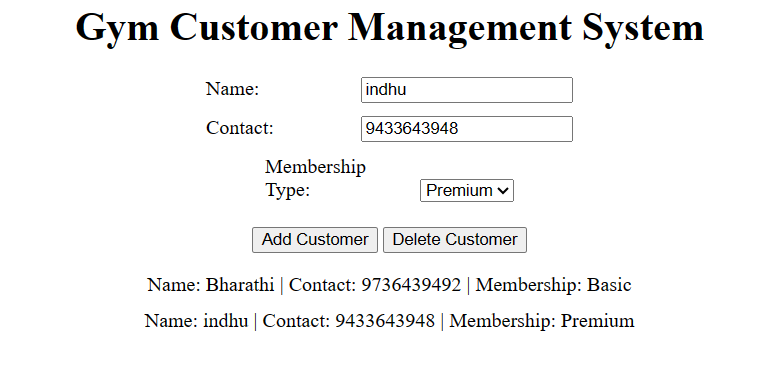 Gym Customer Management System
Name: indhu
Contact: 9433643948
Membership
Type: Premium
Add Customer Delete Customer
Name: Bharathi | Contact: 9736439492 | Membership: Basic
Name: indhu | Contact: 9433643948 | Membership: Premium